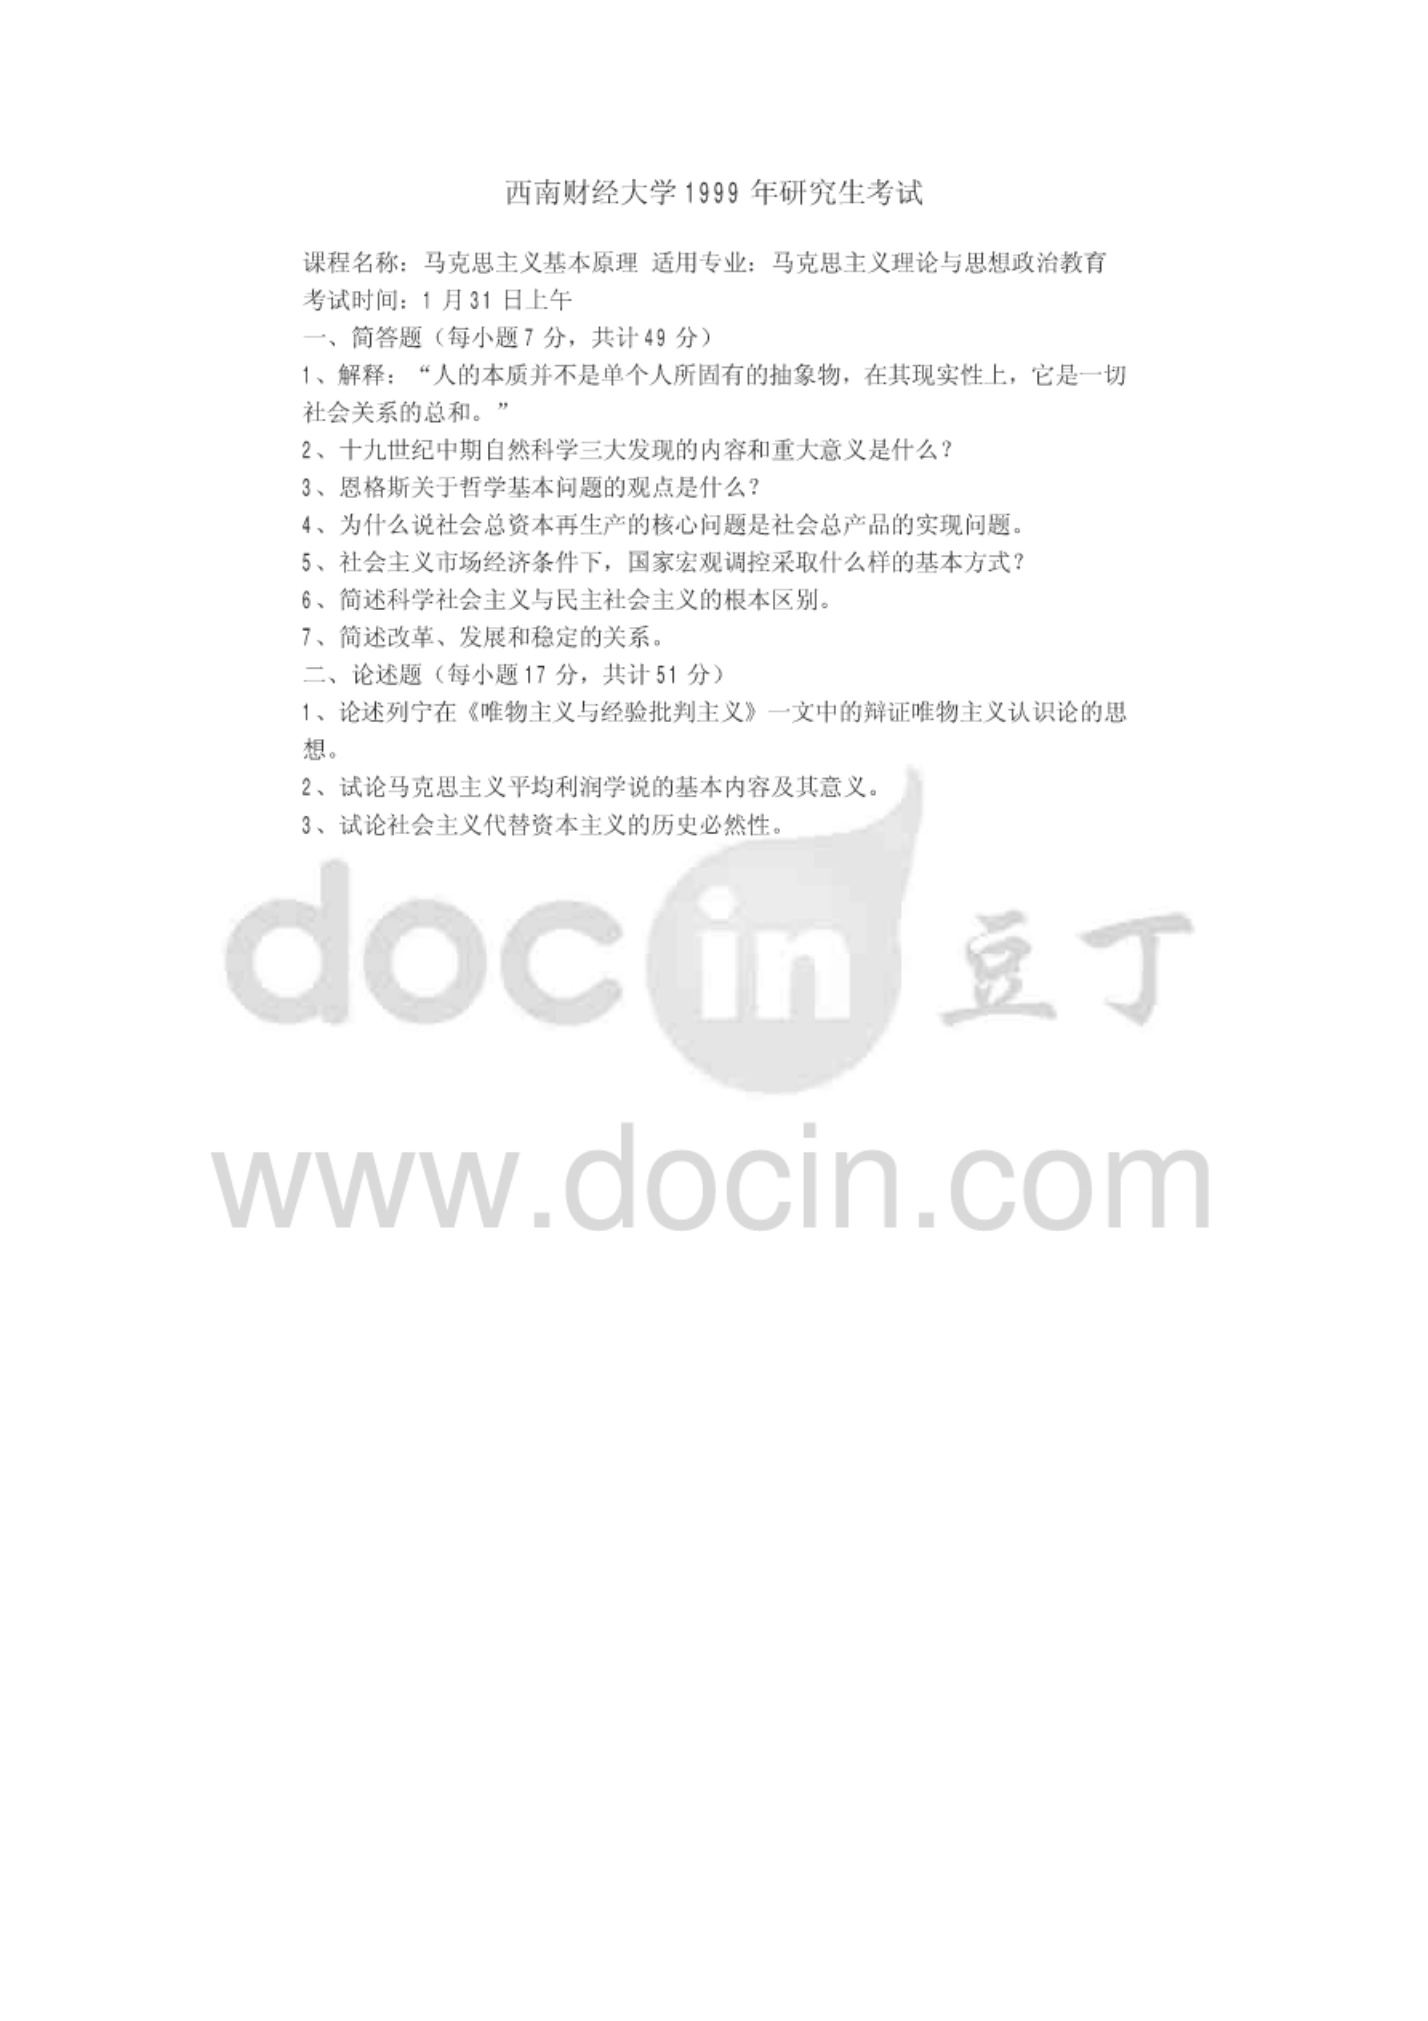 西南财经大学1999 年研究生考试
课程名称：马克思主义基本原理 适用专业：马克思主义理论与思想政治教育
考试时间：1 月31 日上午
一、简答题（每小题7 分，共计49 分）
1、解释：“人的本质并不是单个人所固有的抽象物，在其现实性上，它是一切
社会关系的总和。”
2、十九世纪中期自然科学三大发现的内容和重大意义是什么？
3、恩格斯关于哲学基本问题的观点是什么？
4、为什么说社会总资本再生产的核心问题是社会总产品的实现问题。
5、社会主义市场经济条件下，国家宏观调控采取什么样的基本方式？
6、简述科学社会主义与民主社会主义的根本区别。
7、简述改革、发展和稳定的关系。
二、论述题（每小题17 分，共计51 分）
1、论述列宁在《唯物主义与经验批判主义》一文中的辩证唯物主义认识论的思
想。
2、试论马克思主义平均利润学说的基本内容及其意义。
3、试论社会主义代替资本主义的历史必然性。
docin 豆丁
www.docin.com